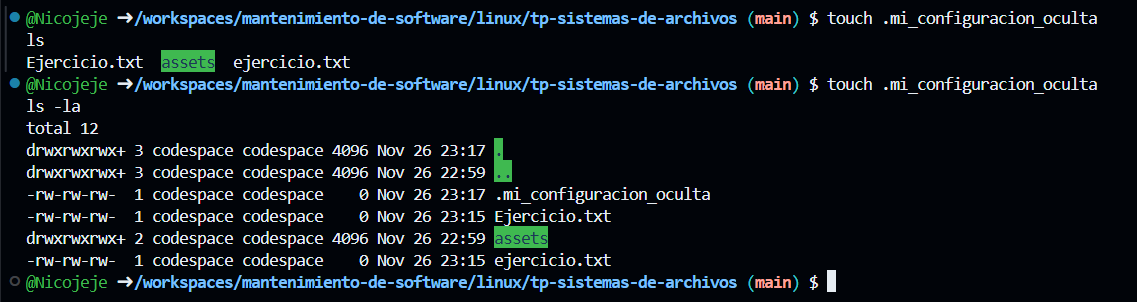 @Nicojeje ➜/workspaces/mantenimiento-de-software/linux/tp-sistemas-de-archivos (main) $ touch .mi_configuracion_oculta
ls
Ejercicio.txt  assets  ejercicio.txt
@Nicojeje ➜/workspaces/mantenimiento-de-software/linux/tp-sistemas-de-archivos (main) $ touch .mi_configuracion_oculta
ls -la
total 12
drwxrwxrwx+ 3 codespace codespace 4096 Nov 26 23:17 .
drwxrwxrwx+ 3 codespace codespace 4096 Nov 26 22:59 ..
-rw-rw-rw-  1 codespace codespace    0 Nov 26 23:17 .mi_configuracion_oculta
-rw-rw-rw-  1 codespace codespace    0 Nov 26 23:15 Ejercicio.txt
drwxrwxrwx+ 2 codespace codespace 4096 Nov 26 22:59 assets
-rw-rw-rw-  1 codespace codespace    0 Nov 26 23:15 ejercicio.txt
@Nicojeje ➜/workspaces/mantenimiento-de-software/linux/tp-sistemas-de-archivos (main) $